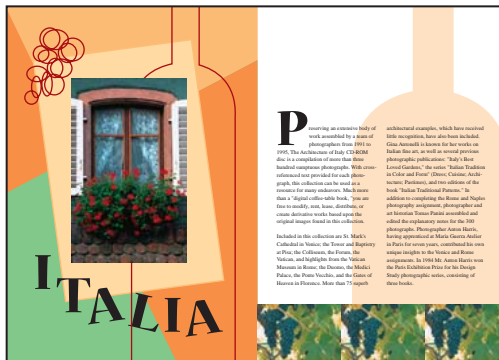 ITALIA
Preserving an extensive body of
work assembled by a team of
photographers from 1991 to
1995, The Architecture of Italy CD-ROM
disc is a compilation of more than three
hundred sumptuous photographs. With cross-
referenced text provided for each photo-
graph, this collection can be used as a
resource for many endeavors. Much more
than a "digital coffee-table book," you are
free to modify, rent, lease, distribute, or
create derivative works based upon the
original images found in this collection.
Included in this collection are St. Mark's
Cathedral in Venice; the Tower and Baptistry
at Pisa; the Colliseum, the Forum, the
Vatican, and highlights from the Vatican
Museum in Rome; the Duomo, the Medici
Palace, the Ponte Vecchio, and the Gates of
Heaven in Florence. More than 75 superb
architectural examples, which have received
little recognition, have also been included.
Gina Antonelli is known for her works on
Italian fine art, as well as several previous
photographic publications: "Italy's Best
Loved Gardens," the series "Italian Tradition
in Color and Form" (Dress; Cuisine; Archi-
tecture; Pastimes), and two editions of the
book "Italian Traditional Patterns." In
addition to completing the Rome and Naples
photography assignment, photographer and
art historian Tomas Panini assembled and
edited the explanatory notes for the 300
photographs. Photographer Anton Harris,
having apprenticed at Maria Guerra Atelier
in Paris for seven years, contributed his own
unique insights to the Venice and Rome
assignments. In 1984 Mr. Anton Harris won
the Paris Exhibition Prize for his Design
Study photographic series, consisting of
three books.